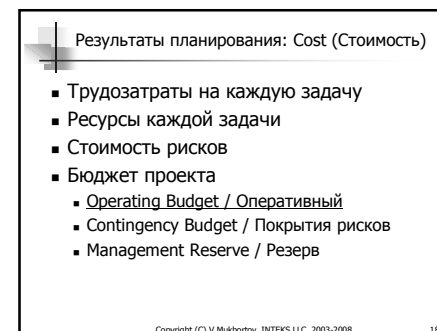 Результаты планирования: Cost (Стоимость)
Трудозатраты на каждую задачу
Ресурсы каждой задачи
Стоимость рисков
Бюджет проекта
Operating Budget / Оперативный
Contingency Budget / Покрытия рисков
Management Reserve / Резерв
Copyright (C) V.Mukhortov, INTEKS LLC, 2003-2008 18